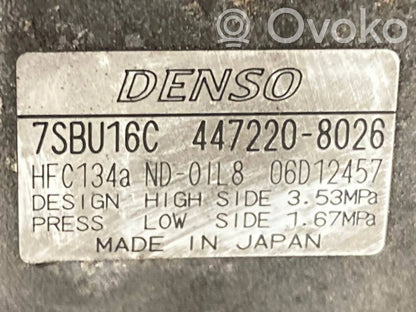 Ovoko
DENSO
7SBU16C 447220-8026
HFC134a ND-OIL8 06D12457
DESIGN HIGH SIDE 3.53MPa
PRESS LOW SIDE 1.67MPa
MADE IN JAPAN